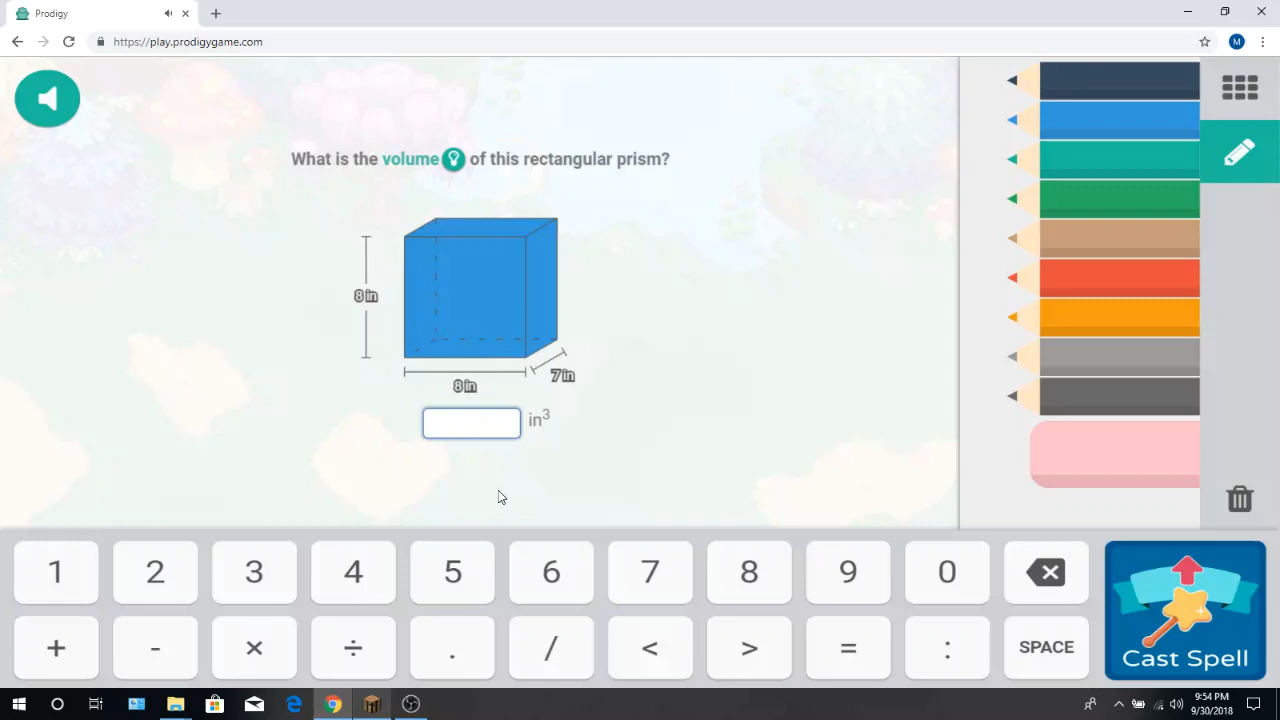 Prodigy
https://play.prodigygame.com
M
What is the volume of this rectangular prism?
8 in
8 in
7 in
in³
1 2 3 4 5 6 7 8 9 0
+ - × ÷ . / < > = : SPACE
Cast Spell
9:54 PM
9/30/2018